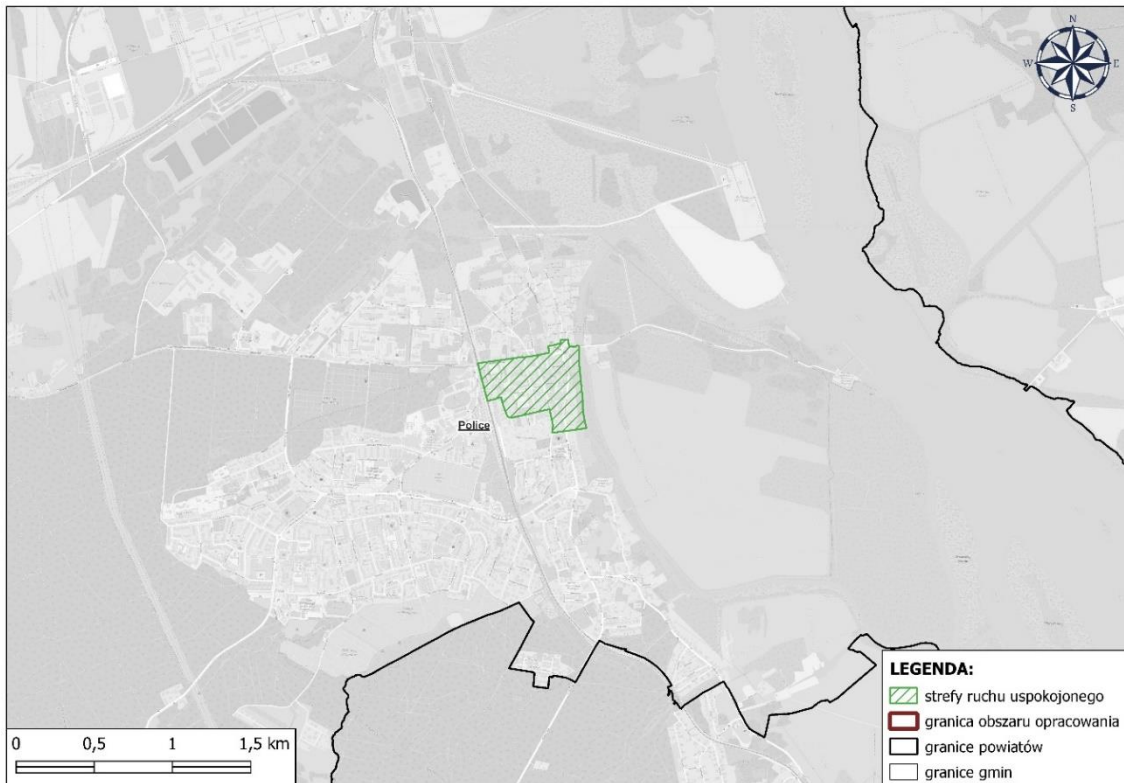 N
W E
S
Police
LEGENDA:
strefy ruchu uspokojonego
granica obszaru opracowania
granice powiatów
granice gmin
0 0,5 1 1,5 km